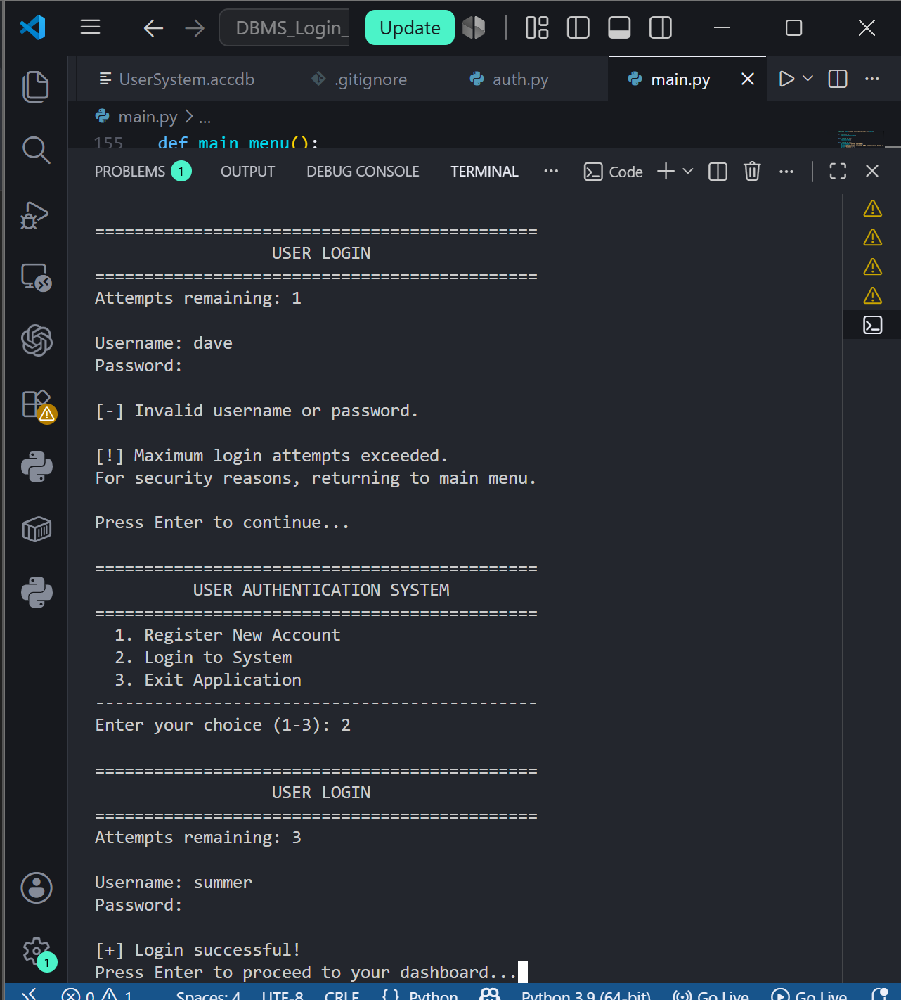 DBMS_Login_
Update
UserSystem.accdb
.gitignore
auth.py
main.py
main.py > ...
155 def main_menu():
PROBLEMS 1
OUTPUT
DEBUG CONSOLE
TERMINAL
Code
=============================================
USER LOGIN
=============================================
Attempts remaining: 1
Username: dave
Password:
[-] Invalid username or password.
[!] Maximum login attempts exceeded.
For security reasons, returning to main menu.
Press Enter to continue...
=============================================
USER AUTHENTICATION SYSTEM
=============================================
1. Register New Account
2. Login to System
3. Exit Application
---------------------------------------------
Enter your choice (1-3): 2
=============================================
USER LOGIN
=============================================
Attempts remaining: 3
Username: summer
Password:
[+] Login successful!
Press Enter to proceed to your dashboard...
1
0 1 Spaces: 4 UTF-8 CRLF {} Python Python 3.9 (64-bit) Go Live Go Live